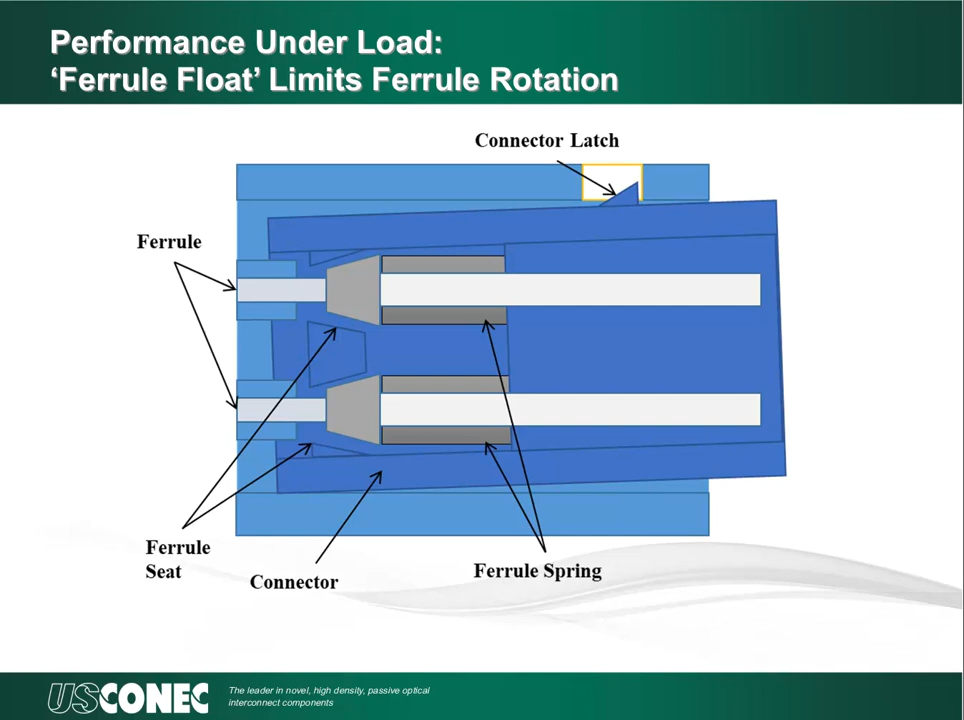 Performance Under Load:
‘Ferrule Float’ Limits Ferrule Rotation
Connector Latch
Ferrule
Ferrule
Seat
Connector
Ferrule Spring
USCONEC
The leader in novel, high density, passive optical
interconnect components